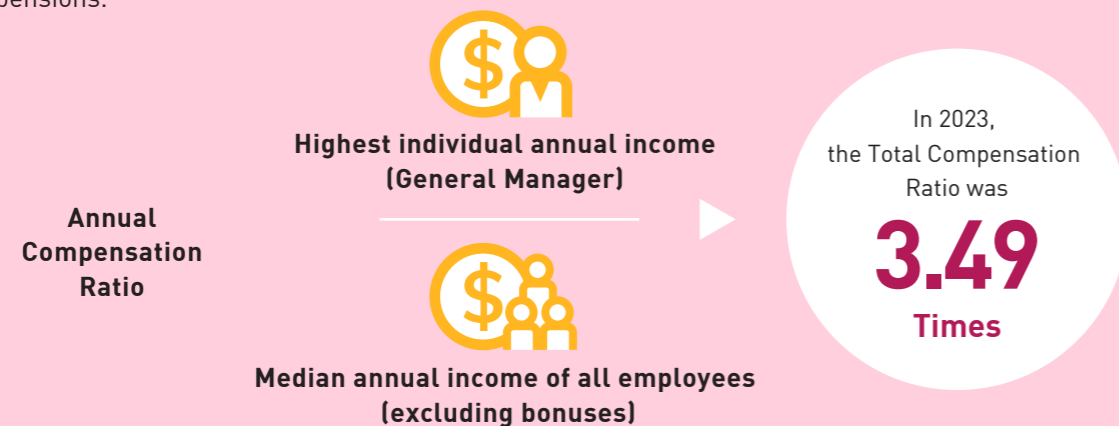 pensions.
$
Highest individual annual income
(General Manager)
Annual
Compensation
Ratio
$
Median annual income of all employees
(excluding bonuses)
In 2023,
the Total Compensation
Ratio was
3.49
Times